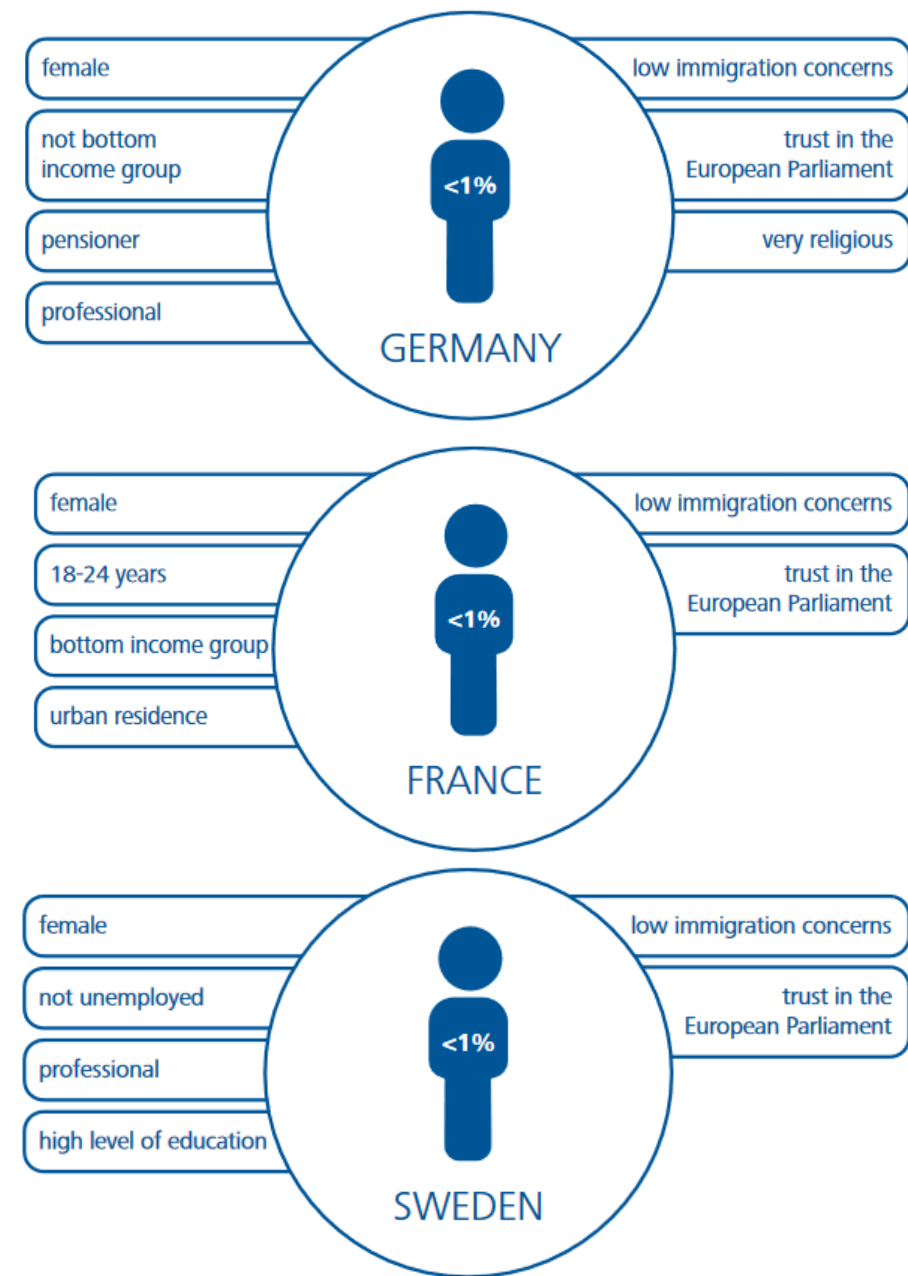 female
not bottom
income group
pensioner
professional
low immigration concerns
trust in the
European Parliament
very religious
<1%
GERMANY
female
18-24 years
bottom income group
urban residence
low immigration concerns
trust in the
European Parliament
<1%
FRANCE
female
not unemployed
professional
high level of education
low immigration concerns
trust in the
European Parliament
<1%
SWEDEN